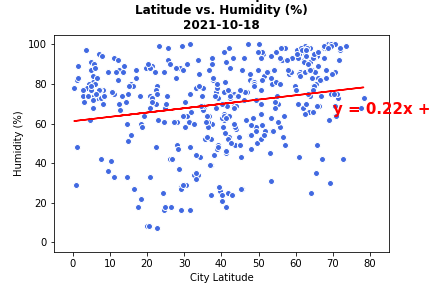 Latitude vs. Humidity (%)
2021-10-18
100
80
60
40
20
0
Humidity (%)
y = 0.22x +
0 10 20 30 40 50 60 70 80
City Latitude